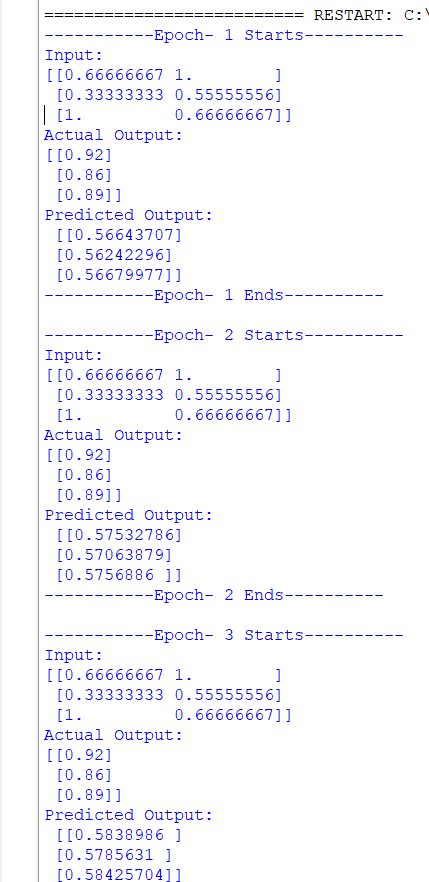 ========================== RESTART: C:\
-----------Epoch- 1 Starts----------
Input:
[[0.66666667 1.        ]
 [0.33333333 0.55555556]
 [1.         0.66666667]]
Actual Output:
[[0.92]
 [0.86]
 [0.89]]
Predicted Output:
 [[0.56643707]
 [0.56242296]
 [0.56679977]]
-----------Epoch- 1 Ends----------

-----------Epoch- 2 Starts----------
Input:
[[0.66666667 1.        ]
 [0.33333333 0.55555556]
 [1.         0.66666667]]
Actual Output:
[[0.92]
 [0.86]
 [0.89]]
Predicted Output:
 [[0.57532786]
 [0.57063879]
 [0.5756886 ]]
-----------Epoch- 2 Ends----------

-----------Epoch- 3 Starts----------
Input:
[[0.66666667 1.        ]
 [0.33333333 0.55555556]
 [1.         0.66666667]]
Actual Output:
[[0.92]
 [0.86]
 [0.89]]
Predicted Output:
 [[0.5838986 ]
 [0.5785631 ]
 [0.58425704]]